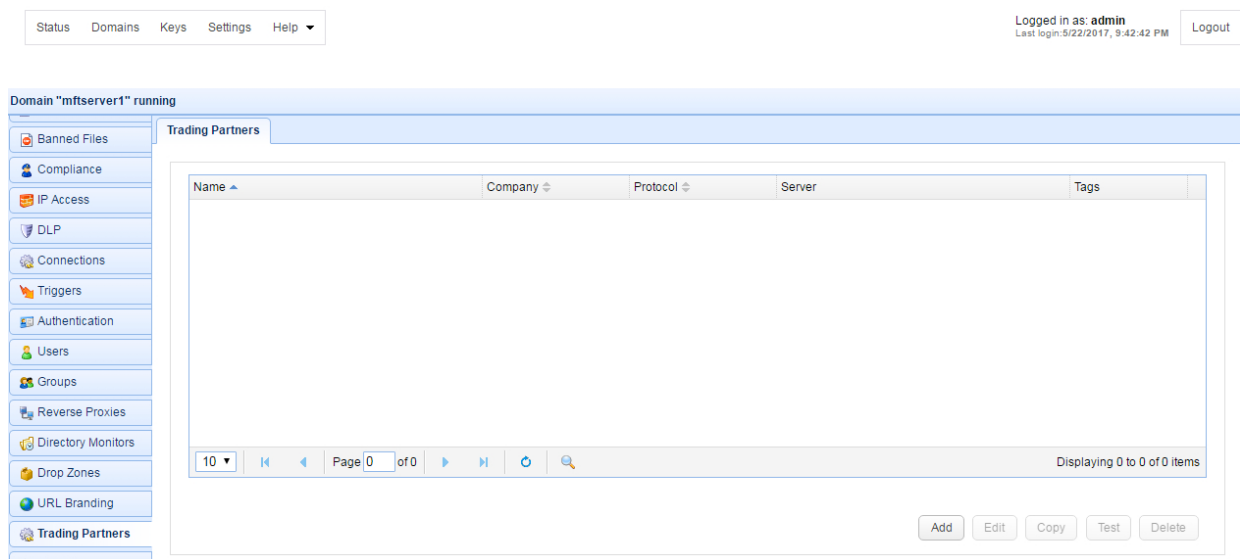 Status Domains Keys Settings Help
Logged in as: admin
Last login:5/22/2017, 9:42:42 PM
Logout
Domain "mftserver1" running
Banned Files
Compliance
IP Access
DLP
Connections
Triggers
Authentication
Users
Groups
Reverse Proxies
Directory Monitors
Drop Zones
URL Branding
Trading Partners
Trading Partners
Name Company Protocol Server Tags
10 Page 0 of 0 Displaying 0 to 0 of 0 items
Add Edit Copy Test Delete